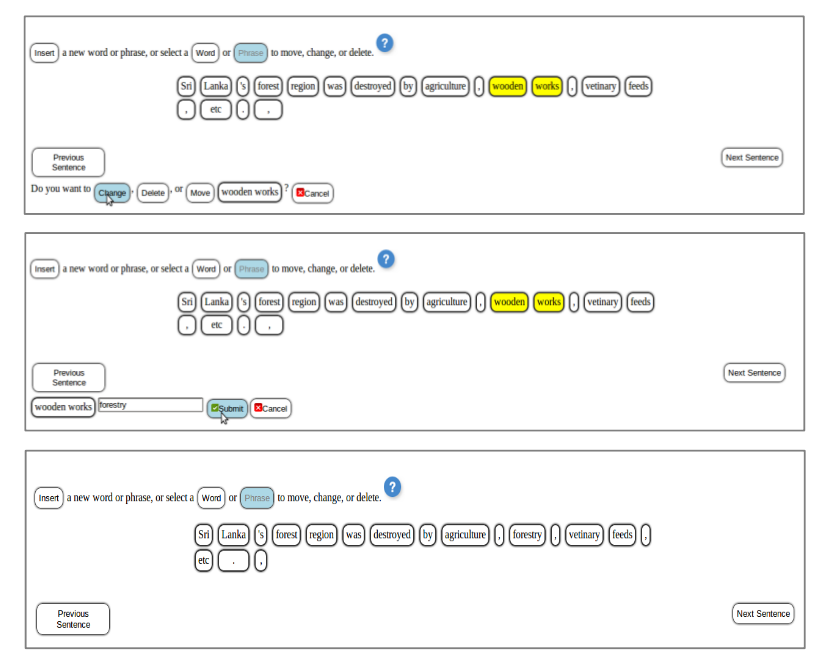 Insert a new word or phrase, or select a Word or Phrase to move, change, or delete. ?
Sri Lanka 's forest region was destroyed by agriculture , wooden works , vetinary feeds
, etc . ,
Previous
Sentence
Next Sentence
Do you want to Change , Delete , or Move wooden works ? Cancel
Insert a new word or phrase, or select a Word or Phrase to move, change, or delete. ?
Sri Lanka 's forest region was destroyed by agriculture , wooden works , vetinary feeds
, etc . ,
Previous
Sentence
Next Sentence
wooden works forestry Submit Cancel
Insert a new word or phrase, or select a Word or Phrase to move, change, or delete. ?
Sri Lanka 's forest region was destroyed by agriculture , forestry , vetinary feeds ,
etc . ,
Previous
Sentence
Next Sentence